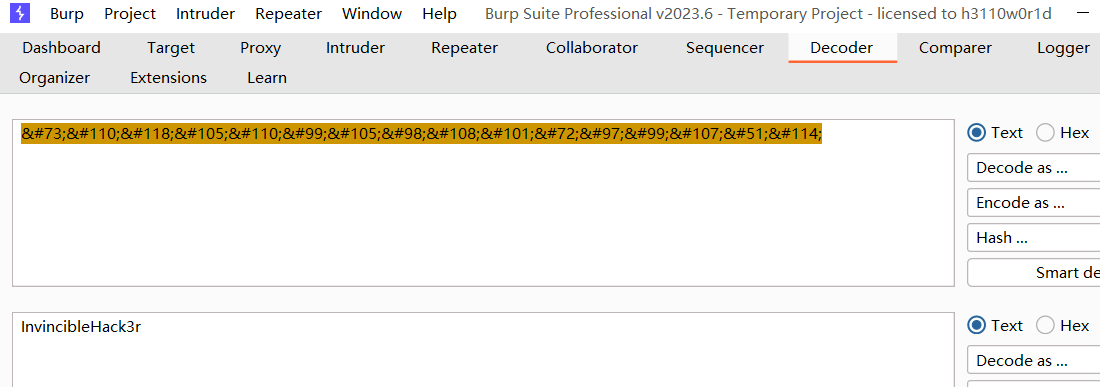 Burp Project Intruder Repeater Window Help Burp Suite Professional v2023.6 - Temporary Project - licensed to h3110w0r1d
Dashboard Target Proxy Intruder Repeater Collaborator Sequencer Decoder Comparer Logger
Organizer Extensions Learn
&#73;&#110;&#118;&#105;&#110;&#99;&#105;&#98;&#108;&#101;&#72;&#97;&#99;&#107;&#51;&#114;
Text Hex
Decode as ...
Encode as ...
Hash ...
Smart de
InvincibleHack3r
Text Hex
Decode as ...